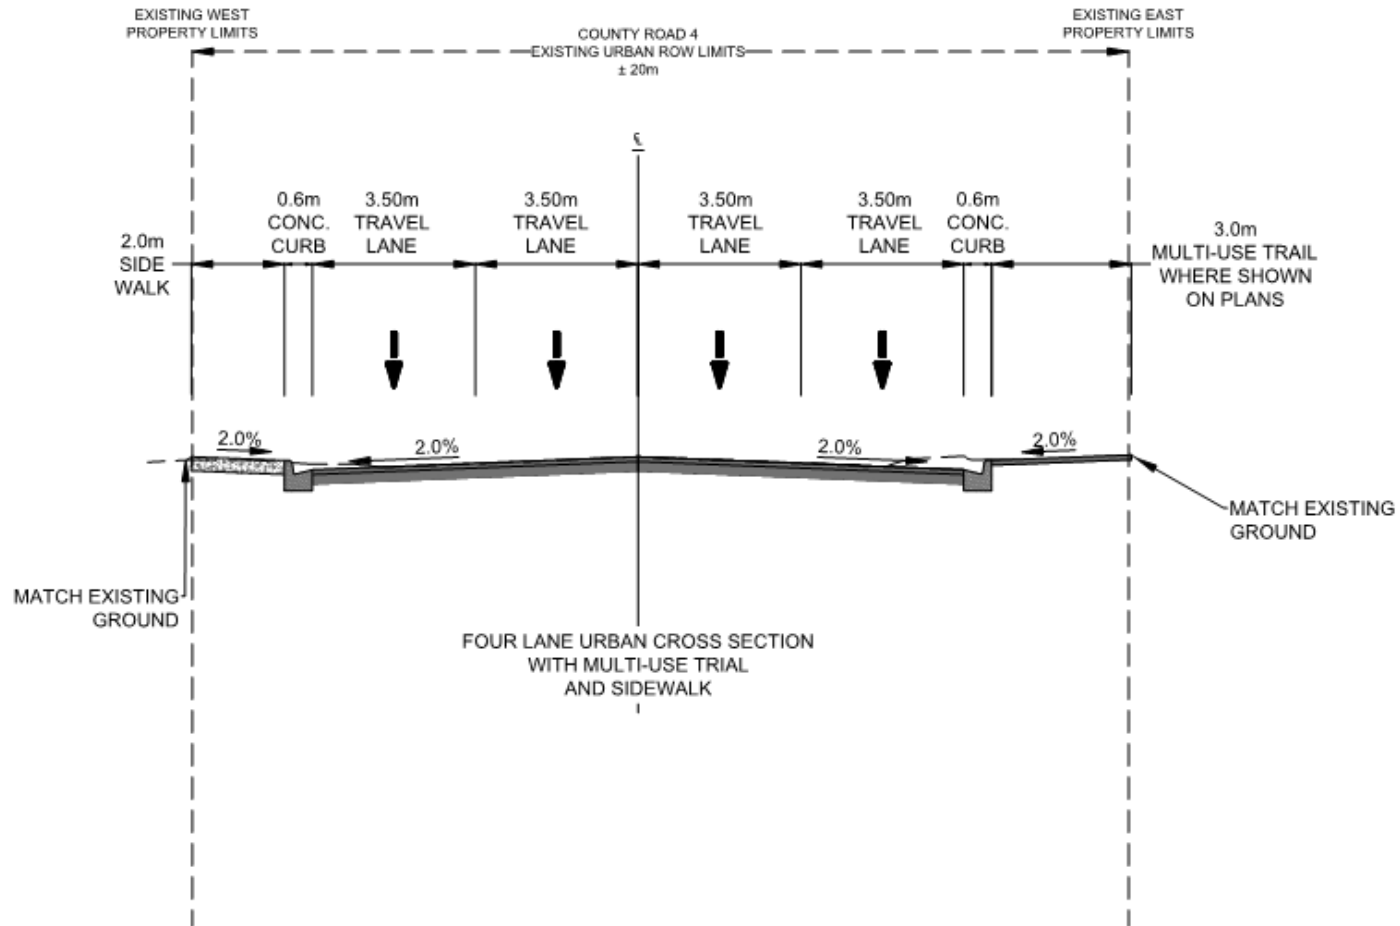 EXISTING WEST
PROPERTY LIMITS
COUNTY ROAD 4
EXISTING URBAN ROW LIMITS
± 20m
EXISTING EAST
PROPERTY LIMITS
℄
2.0m
SIDE
WALK
0.6m
CONC.
CURB
3.50m
TRAVEL
LANE
3.50m
TRAVEL
LANE
3.50m
TRAVEL
LANE
3.50m
TRAVEL
LANE
0.6m
CONC.
CURB
3.0m
MULTI-USE TRAIL
WHERE SHOWN
ON PLANS
2.0%
2.0%
2.0%
2.0%
MATCH EXISTING
GROUND
MATCH EXISTING
GROUND
FOUR LANE URBAN CROSS SECTION
WITH MULTI-USE TRIAL
AND SIDEWALK